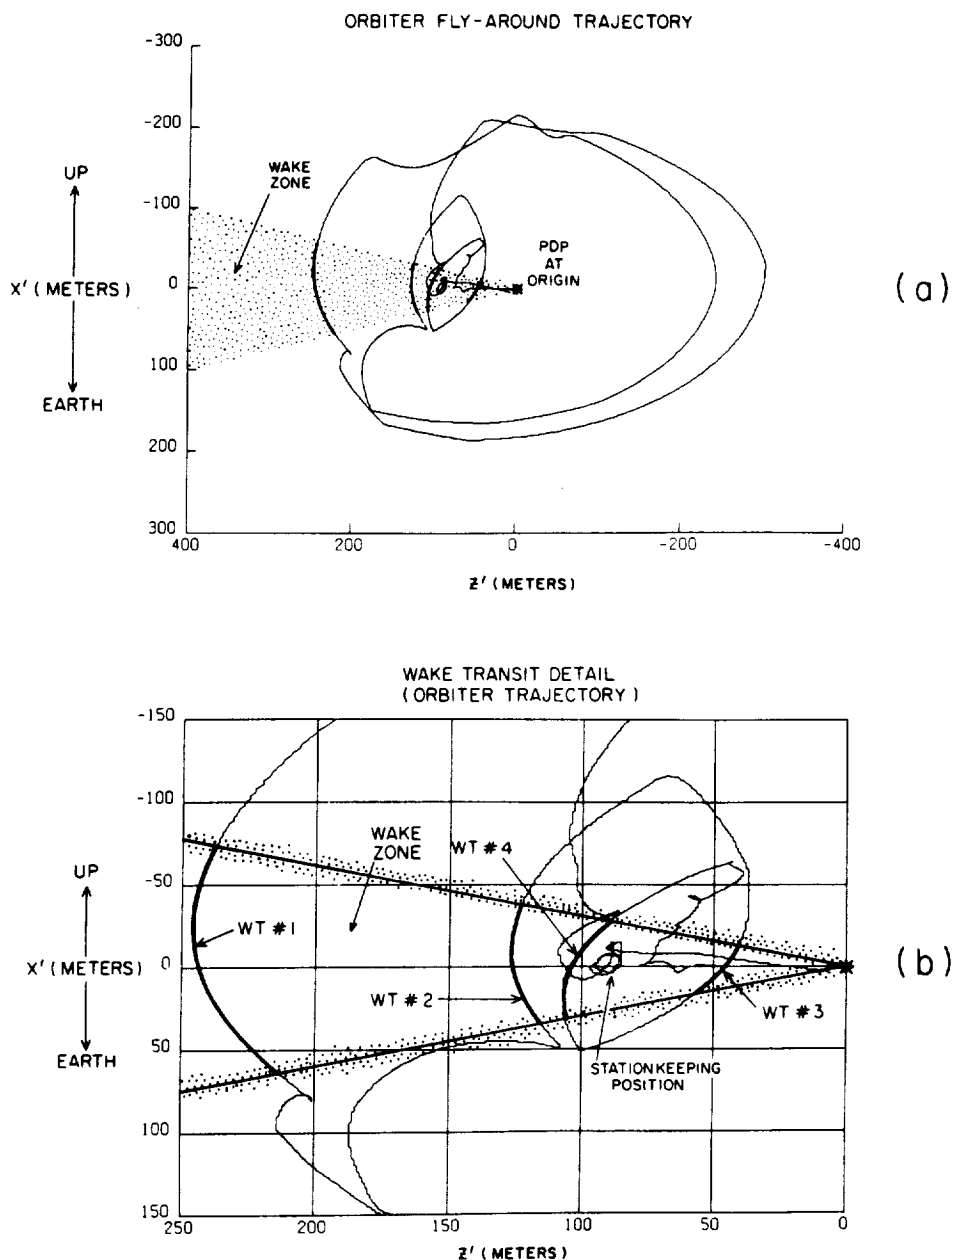 ORBITER FLY-AROUND TRAJECTORY
-300
-200
-100
0
100
200
300
UP
X' (METERS)
EARTH
WAKE
ZONE
PDP
AT
ORIGIN
(a)
400
200
0
-200
-400
Z' (METERS)
WAKE TRANSIT DETAIL
(ORBITER TRAJECTORY)
-150
-100
-50
0
50
100
150
UP
X' (METERS)
EARTH
WAKE
ZONE
WT #4
WT #1
WT #2
WT #3
STATIONKEEPING
POSITION
(b)
250
200
150
100
50
0
Z' (METERS)